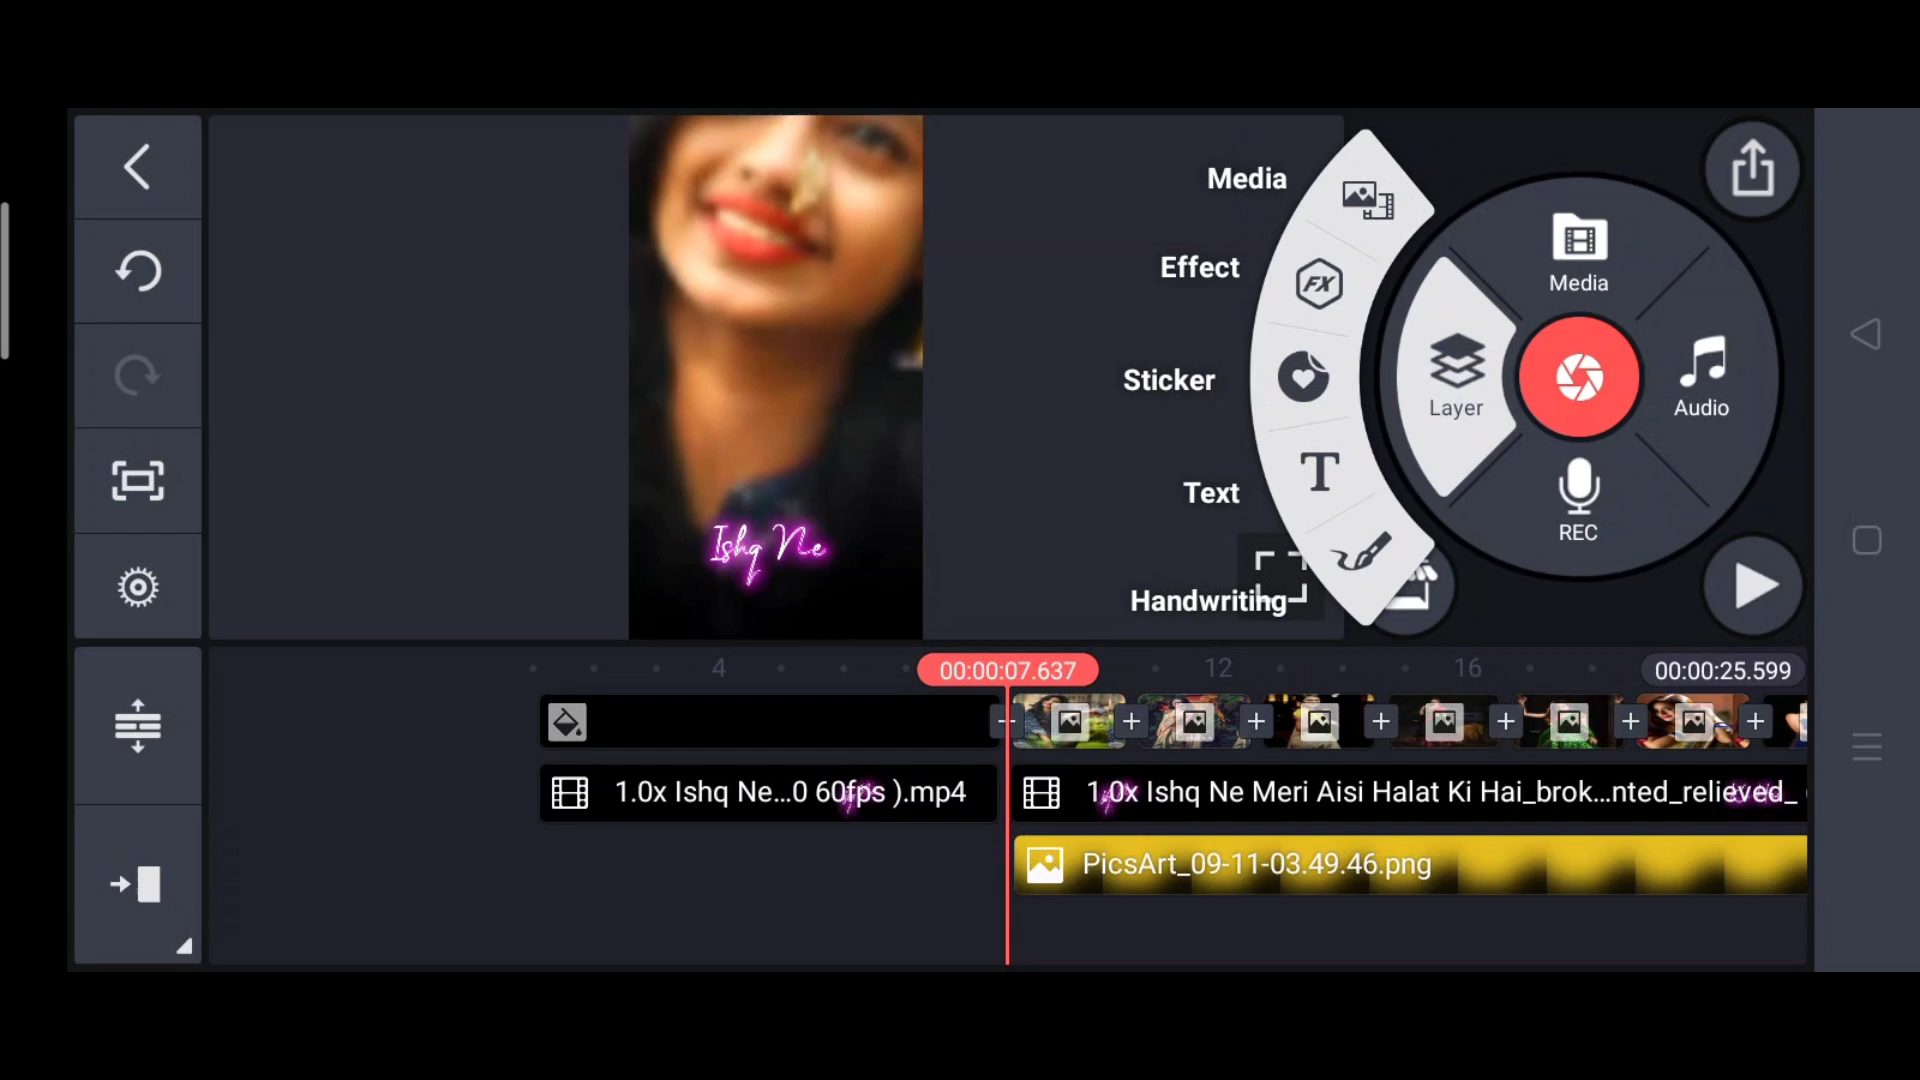 Media
Effect
Sticker
Text
Handwriting
Media
Layer
Audio
REC
Ishq Ne
4
00:00:07.637
12
16
00:00:25.599
1.0x Ishq Ne...0 60fps ).mp4
1.0x Ishq Ne Meri Aisi Halat Ki Hai_brok...nted_relieved_
PicsArt_09-11-03.49.46.png